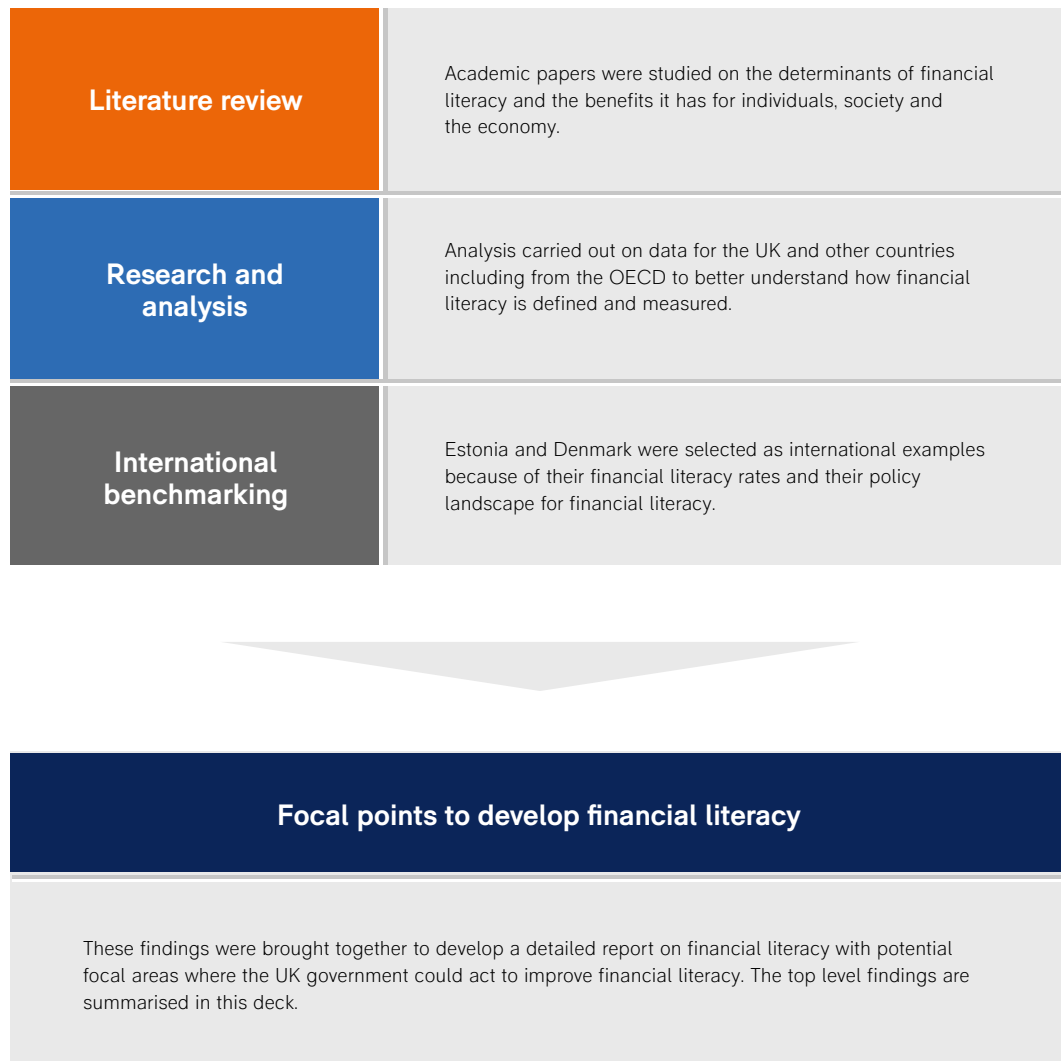 Literature review
Academic papers were studied on the determinants of financial
literacy and the benefits it has for individuals, society and
the economy.
Research and
analysis
Analysis carried out on data for the UK and other countries
including from the OECD to better understand how financial
literacy is defined and measured.
International
benchmarking
Estonia and Denmark were selected as international examples
because of their financial literacy rates and their policy
landscape for financial literacy.
Focal points to develop financial literacy
These findings were brought together to develop a detailed report on financial literacy with potential
focal areas where the UK government could act to improve financial literacy. The top level findings are
summarised in this deck.